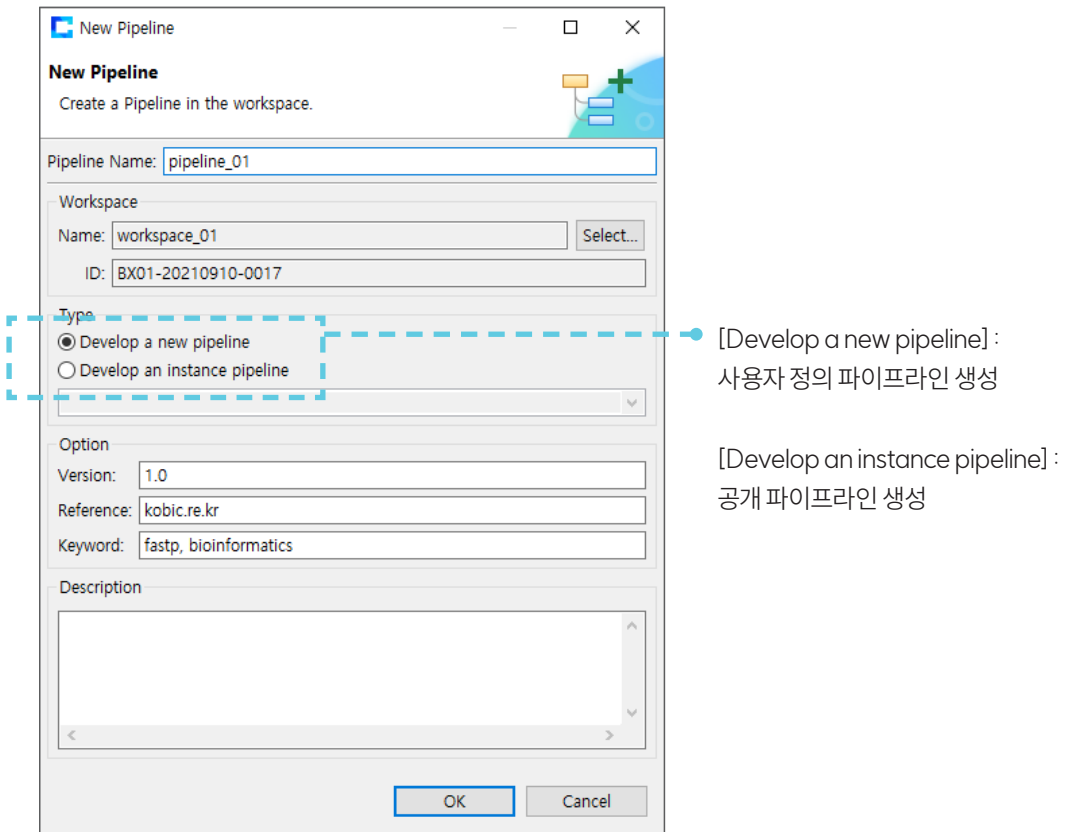 New Pipeline
New Pipeline
Create a Pipeline in the workspace.
Pipeline Name: pipeline_01
Workspace
Name: workspace_01 Select...
ID: BX01-20210910-0017
Type
Develop a new pipeline
Develop an instance pipeline
[Develop a new pipeline] :
사용자 정의 파이프라인 생성
[Develop an instance pipeline] :
공개 파이프라인 생성
Option
Version: 1.0
Reference: kobic.re.kr
Keyword: fastp, bioinformatics
Description
OK Cancel